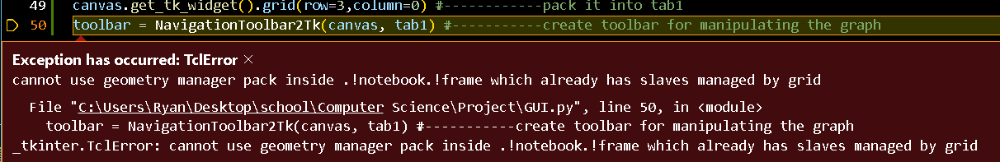 49 canvas.get_tk_widget().grid(row=3,column=0) #------------pack it into tab1
50 toolbar = NavigationToolbar2Tk(canvas, tab1) #-----------create toolbar for manipulating the graph
Exception has occurred: TclError ×
cannot use geometry manager pack inside .!notebook.!frame which already has slaves managed by grid
File "C:\Users\Ryan\Desktop\school\Computer Science\Project\GUI.py", line 50, in <module>
toolbar = NavigationToolbar2Tk(canvas, tab1) #-----------create toolbar for manipulating the graph
_tkinter.TclError: cannot use geometry manager pack inside .!notebook.!frame which already has slaves managed by grid